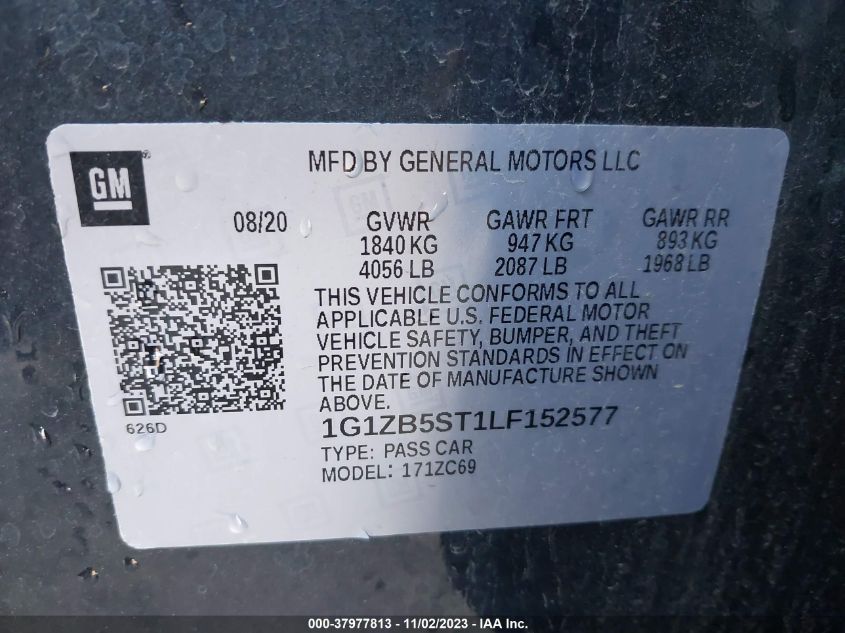 GM®
MFD BY GENERAL MOTORS LLC
08/20 GVWR GAWR FRT GAWR RR
1840 KG 947 KG 893 KG
4056 LB 2087 LB 1968 LB
THIS VEHICLE CONFORMS TO ALL
APPLICABLE U.S. FEDERAL MOTOR
VEHICLE SAFETY, BUMPER, AND THEFT
PREVENTION STANDARDS IN EFFECT ON
THE DATE OF MANUFACTURE SHOWN
ABOVE.
626D
1G1ZB5ST1LF152577
TYPE: PASS CAR
MODEL: 171ZC69
000-37977813 - 11/02/2023 - IAA Inc.